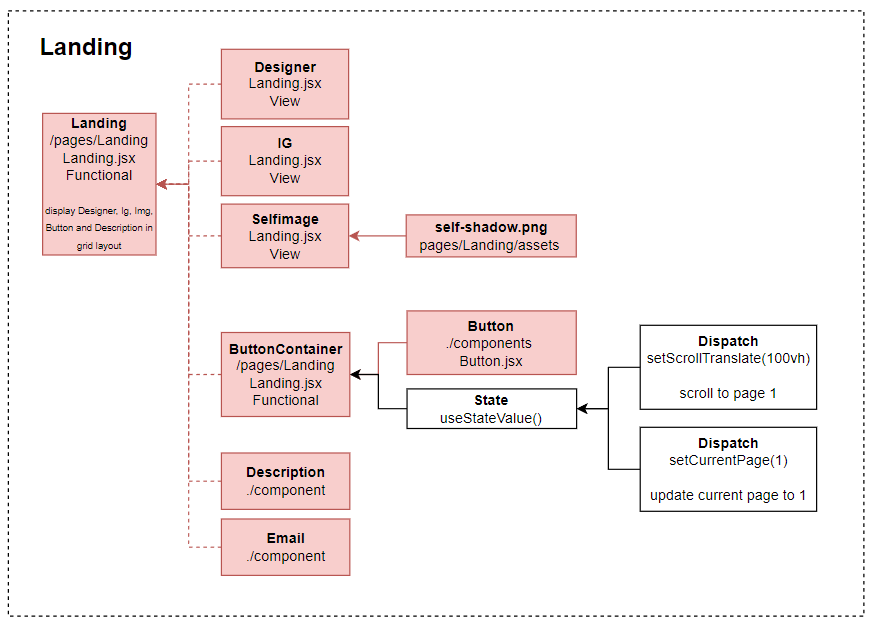 Landing
Landing
/pages/Landing
Landing.jsx
Functional
display Designer, Ig, Img,
Button and Description in
grid layout
Designer
Landing.jsx
View
IG
Landing.jsx
View
Selfimage
Landing.jsx
View
self-shadow.png
pages/Landing/assets
ButtonContainer
/pages/Landing
Landing.jsx
Functional
Button
./components
Button.jsx
State
useStateValue()
Dispatch
setScrollTranslate(100vh)
scroll to page 1
Dispatch
setCurrentPage(1)
update current page to 1
Description
./component
Email
./component